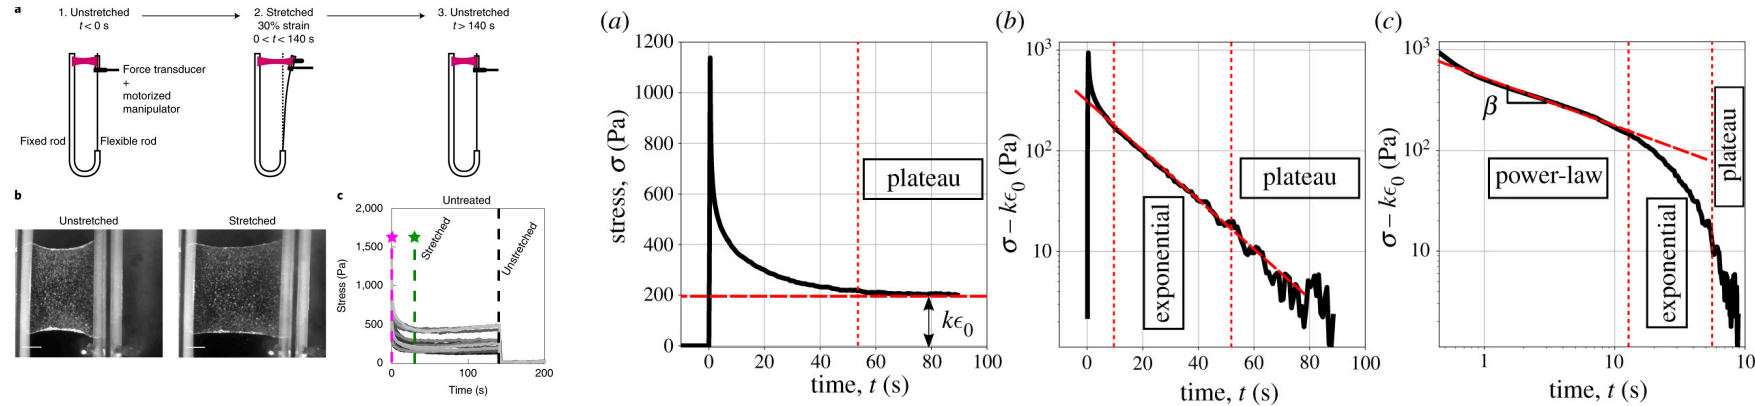 a
1. Unstretched
t < 0 s
2. Stretched
30% strain
0 < t < 140 s
3. Unstretched
t > 140 s
Force transducer
+
motorized
manipulator
Fixed rod
Flexible rod
b
Unstretched
Stretched
c
Untreated
Stress (Pa)
2,000
1,500
1,000
500
0
Stretched
Unstretched
0
100
200
Time (s)
(a)
stress, σ (Pa)
1200
1000
800
600
400
200
0
plateau
kϵ0
0
20
40
60
80
100
time, t (s)
(b)
σ – kϵ0 (Pa)
10³
10²
10
exponential
plateau
0
20
40
60
80
100
time, t (s)
(c)
σ – kϵ0 (Pa)
10³
10²
10
β
power-law
exponential
plateau
1
10
10
time, t (s)